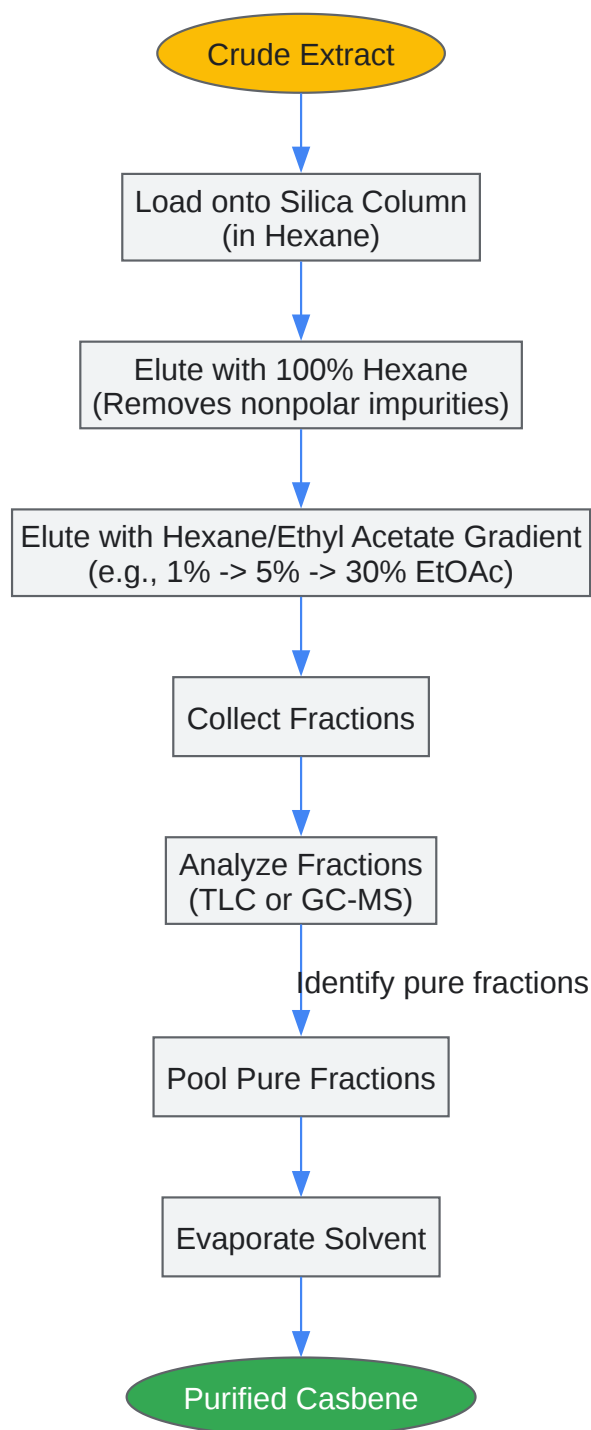 Crude Extract
Load onto Silica Column
(in Hexane)
Elute with 100% Hexane
(Removes nonpolar impurities)
Elute with Hexane/Ethyl Acetate Gradient
(e.g., 1% -> 5% -> 30% EtOAc)
Collect Fractions
Analyze Fractions
(TLC or GC-MS)
Identify pure fractions
Pool Pure Fractions
Evaporate Solvent
Purified Casbene